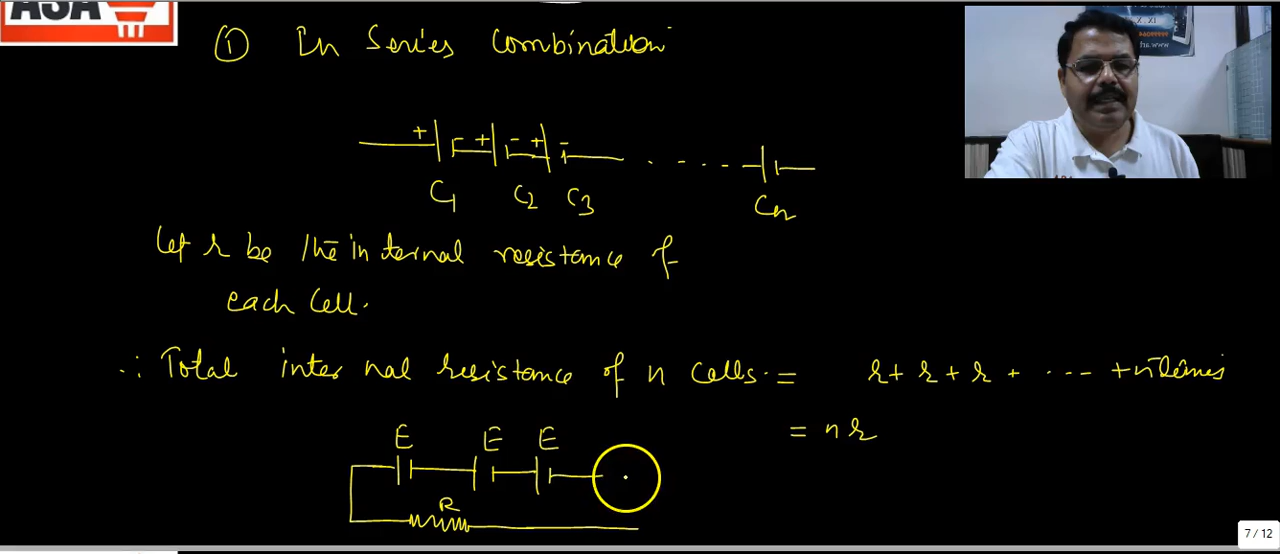 ASA
① In Series Combination
+ - + - + -
C1 C2 C3 Cn
Let r be the internal resistance of
each cell.
∴ Total internal resistance of n cells = r + r + r + ---- + n times
= nr
E E E
R
7 / 12